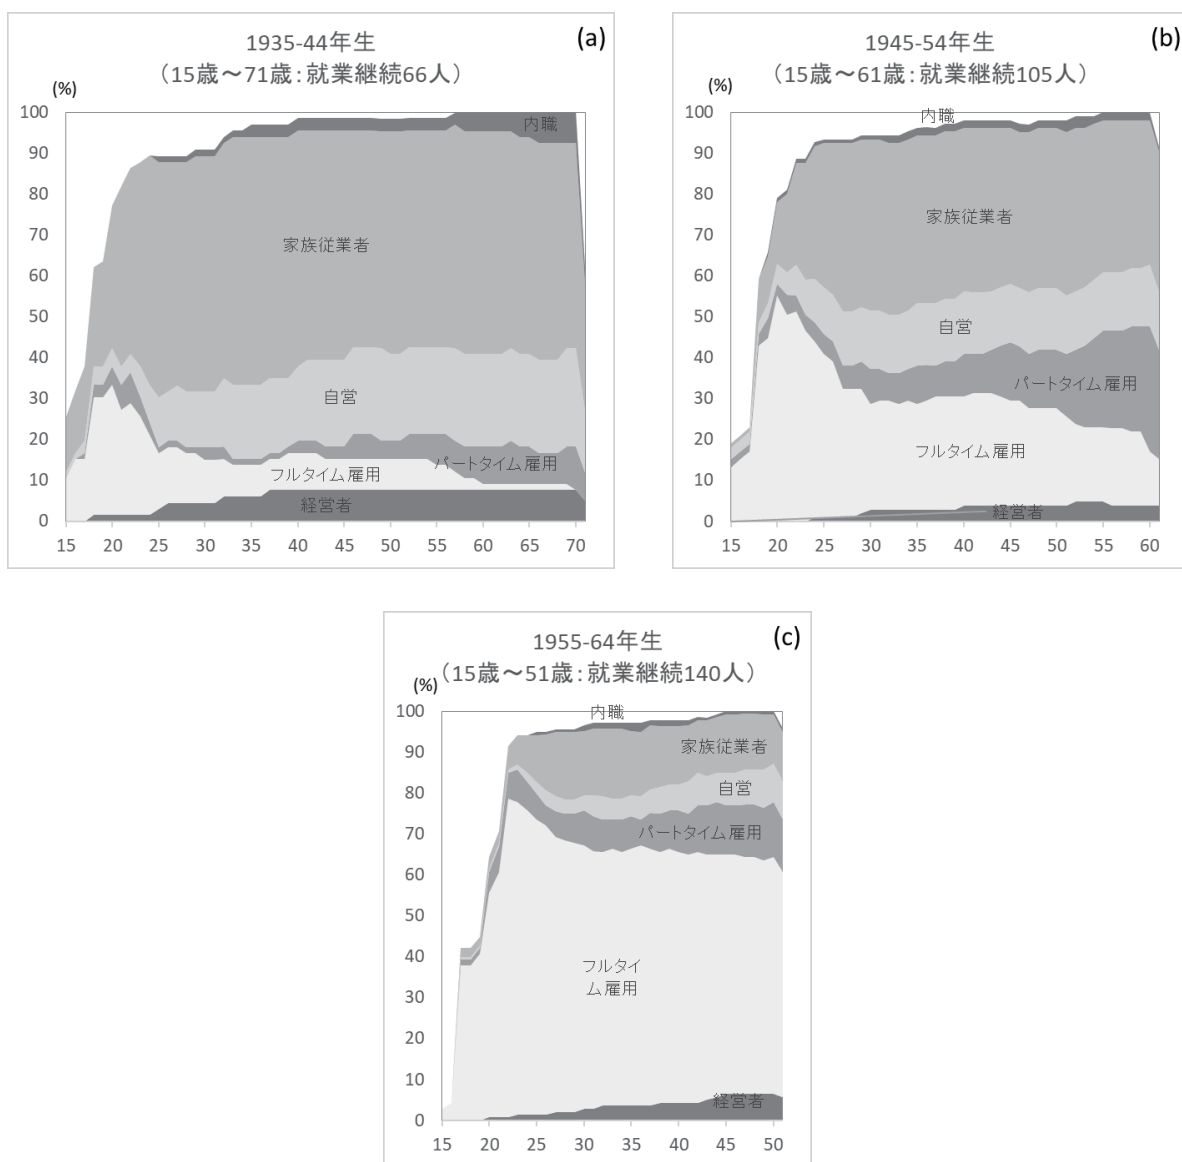 1935-44年生
(a)
（15歳～71歳：就業継続66人）
(%)
100
90
80
70
60
50
40
30
20
10
0
内職
家族従業者
自営
パートタイム雇用
フルタイム雇用
経営者
15 20 25 30 35 40 45 50 55 60 65 70
1945-54年生
(b)
（15歳～61歳：就業継続105人）
(%)
100
90
80
70
60
50
40
30
20
10
0
内職
家族従業者
自営
パートタイム雇用
フルタイム雇用
経営者
15 20 25 30 35 40 45 50 55 60
1955-64年生
(c)
（15歳～51歳：就業継続140人）
(%)
100
90
80
70
60
50
40
30
20
10
0
内職
家族従業者
自営
パートタイム雇用
フルタイ
ム雇用
経営者
15 20 25 30 35 40 45 50